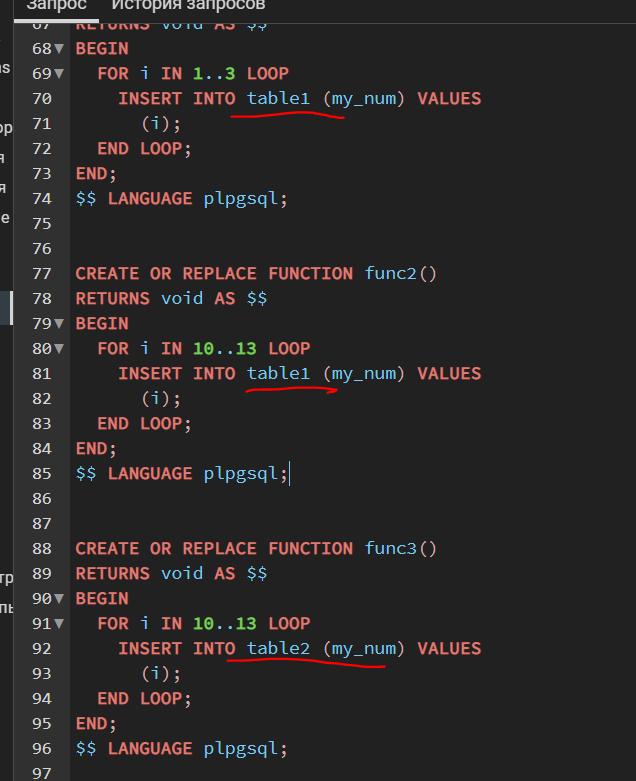 Запрос История запросов
67 RETURNS void AS $$
68 BEGIN
69 FOR i IN 1..3 LOOP
70 INSERT INTO table1 (my_num) VALUES
71 (i);
72 END LOOP;
73 END;
74 $$ LANGUAGE plpgsql;
75
76
77 CREATE OR REPLACE FUNCTION func2()
78 RETURNS void AS $$
79 BEGIN
80 FOR i IN 10..13 LOOP
81 INSERT INTO table1 (my_num) VALUES
82 (i);
83 END LOOP;
84 END;
85 $$ LANGUAGE plpgsql;
86
87
88 CREATE OR REPLACE FUNCTION func3()
89 RETURNS void AS $$
90 BEGIN
91 FOR i IN 10..13 LOOP
92 INSERT INTO table2 (my_num) VALUES
93 (i);
94 END LOOP;
95 END;
96 $$ LANGUAGE plpgsql;
97